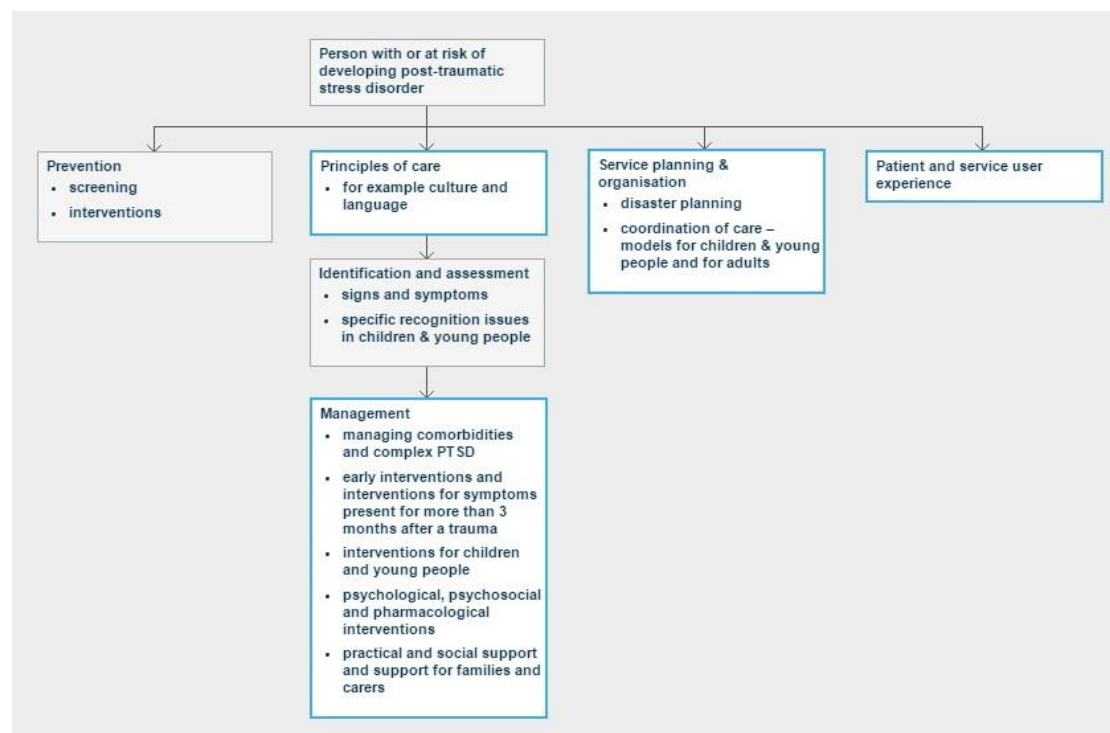 Person with or at risk of
developing post-traumatic
stress disorder
Prevention
• screening
• interventions
Principles of care
• for example culture and
language
Service planning &
organisation
• disaster planning
• coordination of care –
models for children & young
people and for adults
Patient and service user
experience
Identification and assessment
• signs and symptoms
• specific recognition issues
in children & young people
Management
• managing comorbidities
and complex PTSD
• early interventions and
interventions for symptoms
present for more than 3
months after a trauma
• interventions for children
and young people
• psychological, psychosocial
and pharmacological
interventions
• practical and social support
and support for families and
carers